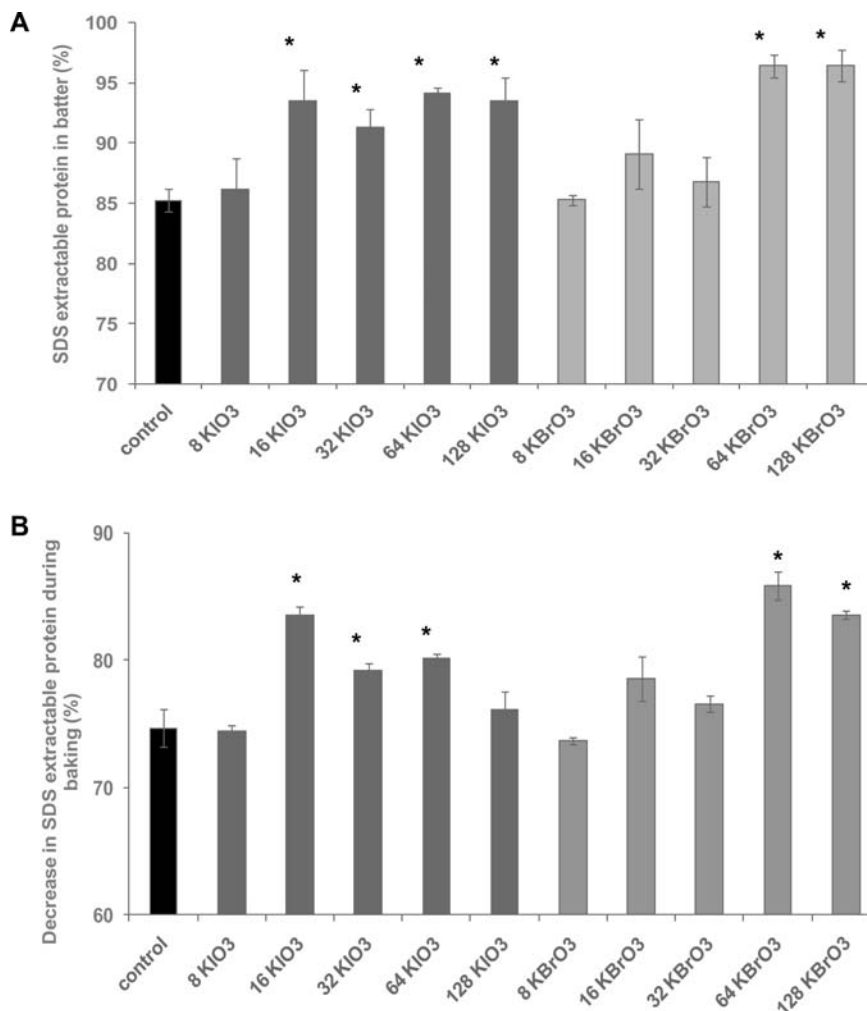 A
SDS extractable protein in batter (%)
100
95
90
85
80
75
70
* * * * * *
control
8 KIO3
16 KIO3
32 KIO3
64 KIO3
128 KIO3
8 KBrO3
16 KBrO3
32 KBrO3
64 KBrO3
128 KBrO3
B
Decrease in SDS extractable protein during
baking (%)
90
80
70
60
* * * * *
control
8 KIO3
16 KIO3
32 KIO3
64 KIO3
128 KIO3
8 KBrO3
16 KBrO3
32 KBrO3
64 KBrO3
128 KBrO3